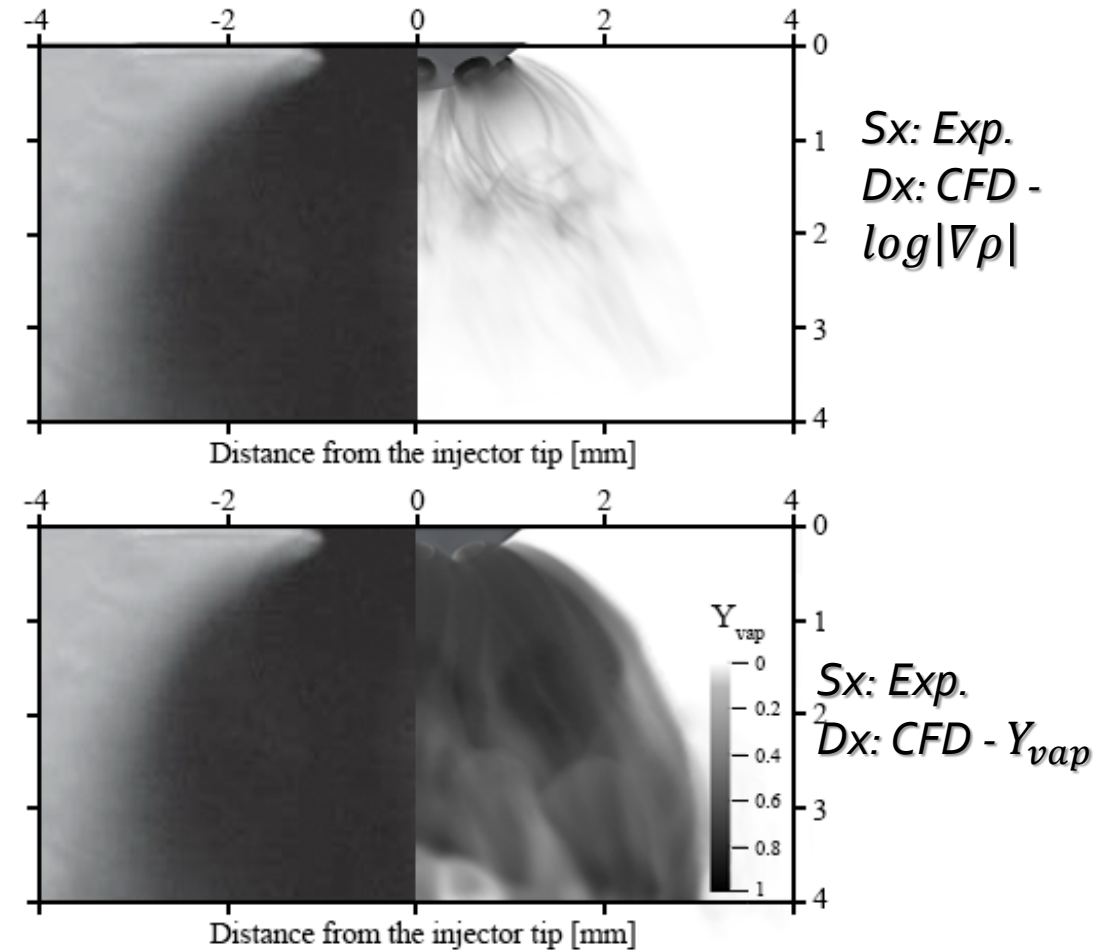 -4 -2 0 2 4
0
1
2
3
4
Sx: Exp.
Dx: CFD -
log|∇ρ|
Distance from the injector tip [mm]
-4 -2 0 2 4
0
1
2
3
4
Y_vap
0
0.2
0.4
0.6
0.8
1
Sx: Exp.
Dx: CFD - Y_vap
Distance from the injector tip [mm]